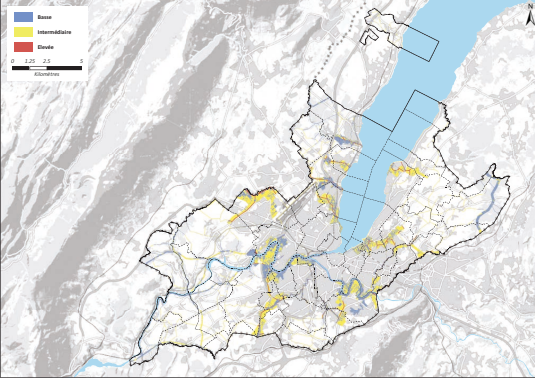 Basse
Intermédiaire
Elevée
0 1.25 2.5 5
Kilomètres
N